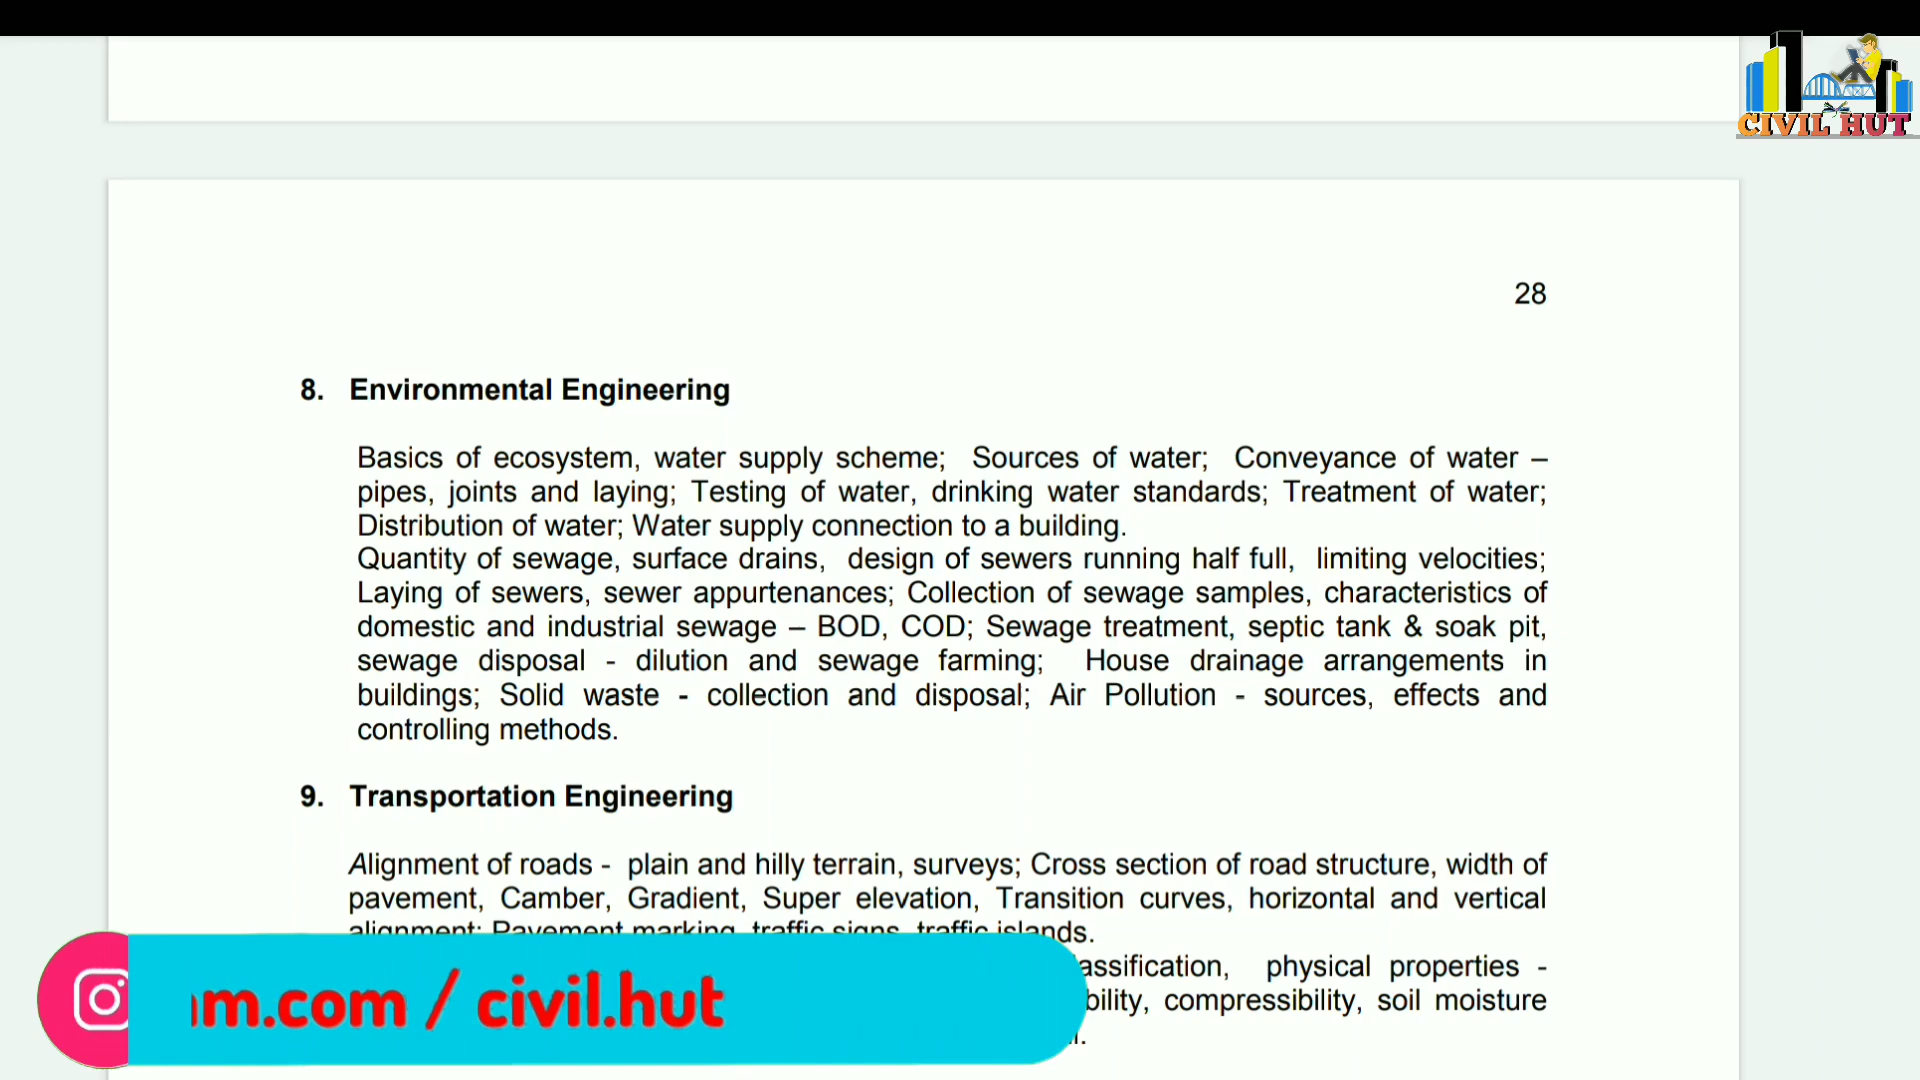 CIVIL HUT
28
8. Environmental Engineering
Basics of ecosystem, water supply scheme; Sources of water; Conveyance of water –
pipes, joints and laying; Testing of water, drinking water standards; Treatment of water;
Distribution of water; Water supply connection to a building.
Quantity of sewage, surface drains, design of sewers running half full, limiting velocities;
Laying of sewers, sewer appurtenances; Collection of sewage samples, characteristics of
domestic and industrial sewage – BOD, COD; Sewage treatment, septic tank & soak pit,
sewage disposal - dilution and sewage farming; House drainage arrangements in
buildings; Solid waste - collection and disposal; Air Pollution - sources, effects and
controlling methods.
9. Transportation Engineering
Alignment of roads - plain and hilly terrain, surveys; Cross section of road structure, width of
pavement, Camber, Gradient, Super elevation, Transition curves, horizontal and vertical
alignment; Pavement marking, traffic signs, traffic islands.
assification, physical properties -
bility, compressibility, soil moisture
m.com / civil.hut